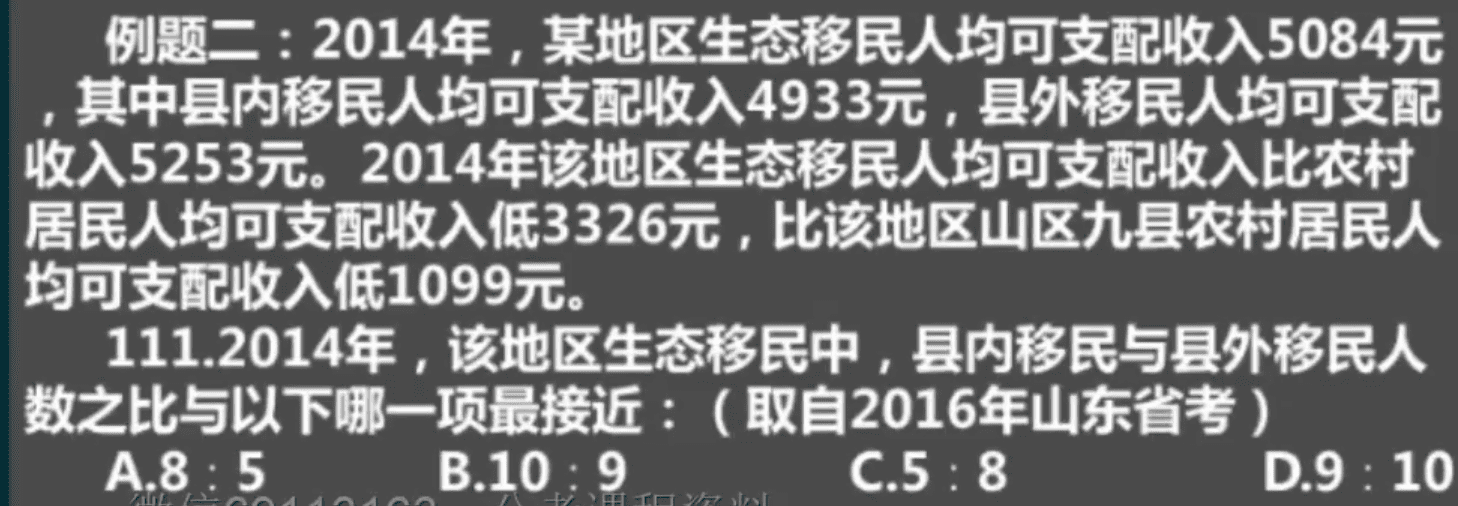 例题二：2014年，某地区生态移民人均可支配收入5084元
，其中县内移民人均可支配收入4933元，县外移民人均可支配
收入5253元。2014年该地区生态移民人均可支配收入比农村
居民人均可支配收入低3326元，比该地区山区九县农村居民人
均可支配收入低1099元。
111.2014年，该地区生态移民中，县内移民与县外移民人
数之比与以下哪一项最接近：（取自2016年山东省考）
A.8：5 B.10：9 C.5：8 D.9：10